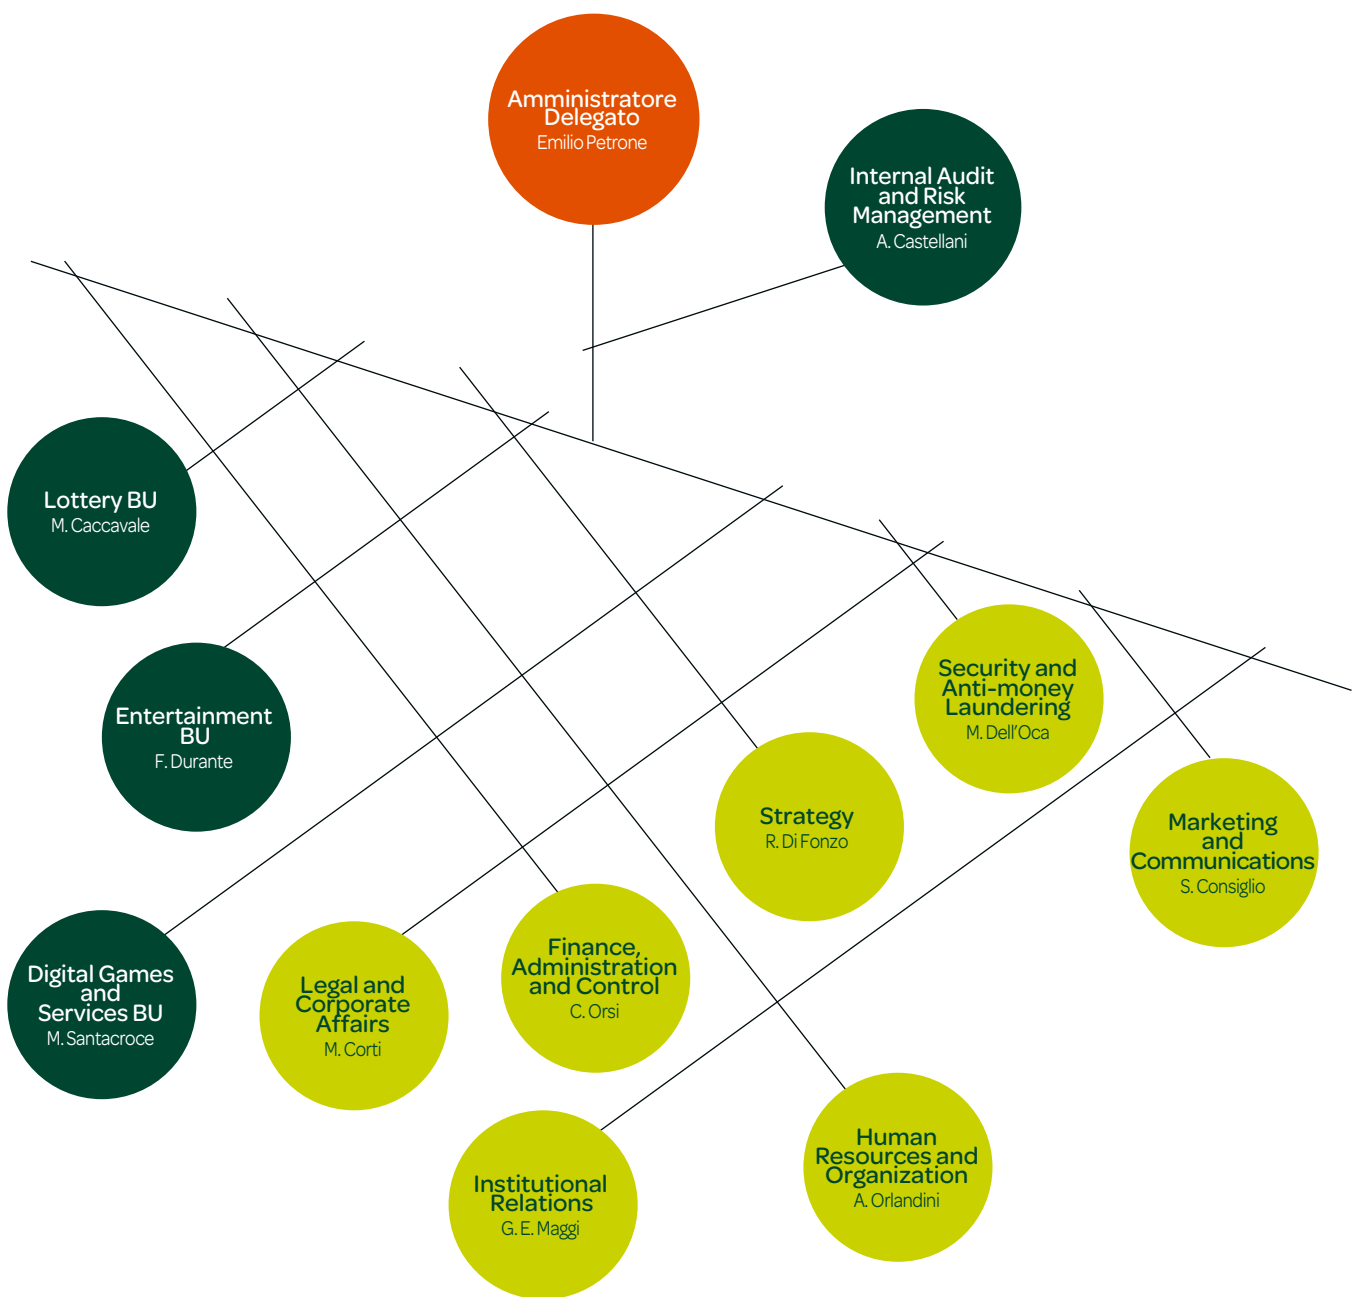 Amministratore
Delegato
Emilio Petrone
Internal Audit
and Risk
Management
A. Castellani
Lottery BU
M. Caccavale
Entertainment
BU
F. Durante
Security and
Anti-money
Laundering
M. Dell’Oca
Strategy
R. Di Fonzo
Marketing
and
Communications
S. Consiglio
Digital Games
and
Services BU
M. Santacroce
Legal and
Corporate
Affairs
M. Corti
Finance,
Administration
and Control
C. Orsi
Institutional
Relations
G. E. Maggi
Human
Resources and
Organization
A. Orlandini